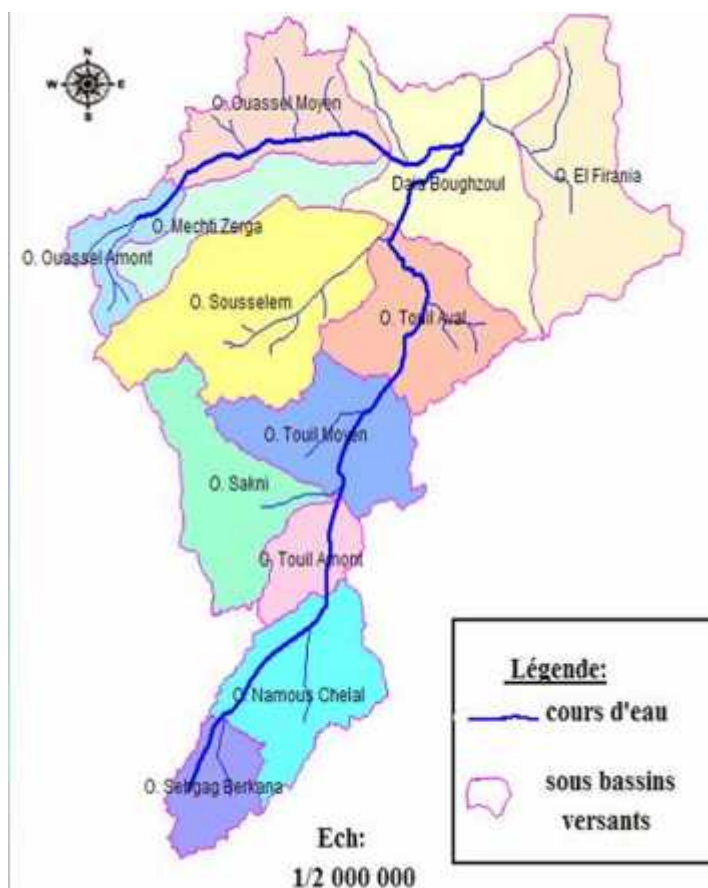 N
W E
S
O. Ouassel Moyen
O. El Firania
Daïa Boughzoul
O. Mechti Zerga
O. Ouassel Amont
O. Sousselem
O. Touil Aval
O. Touil Moyen
O. Sakni
O. Touil Amont
O. Namous Chelal
O. Sebgag Berkana
Légende:
cours d'eau
sous bassins
versants
Ech:
1/2 000 000